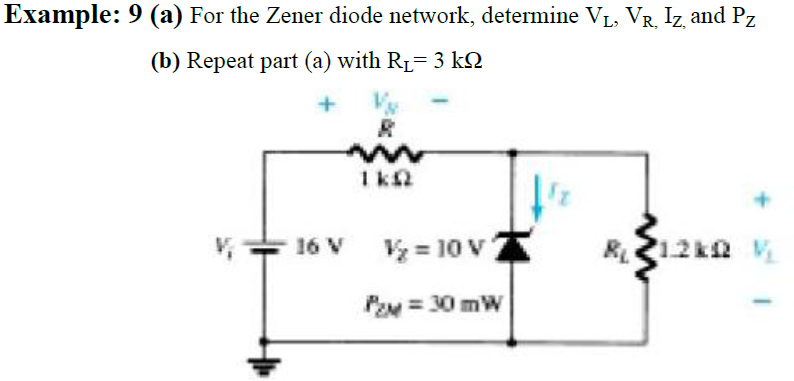 Example: 9 (a) For the Zener diode network, determine VL, VR, IZ, and PZ
(b) Repeat part (a) with RL= 3 kΩ
+ VR −
R
1 kΩ
IZ
+
Vi 16 V VZ = 10 V RL 1.2 kΩ VL
PZM = 30 mW
−